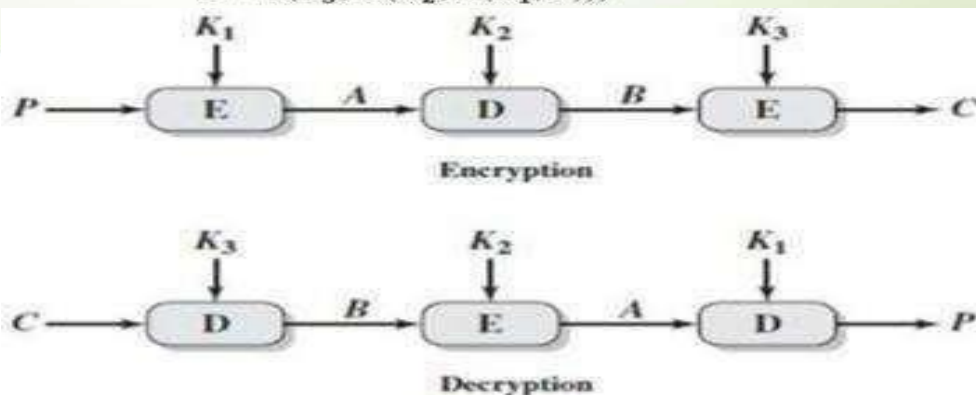 K₁ K₂ K₃
P E A D B E C
Encryption
K₃ K₂ K₁
C D B E A D P
Decryption